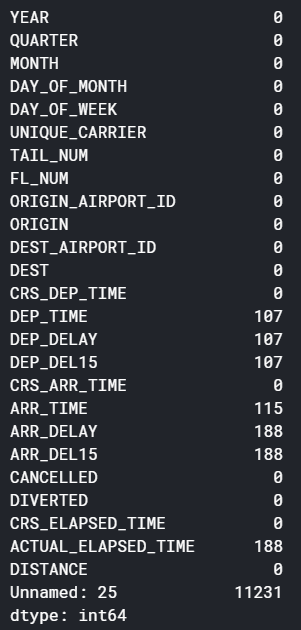 YEAR 0
QUARTER 0
MONTH 0
DAY_OF_MONTH 0
DAY_OF_WEEK 0
UNIQUE_CARRIER 0
TAIL_NUM 0
FL_NUM 0
ORIGIN_AIRPORT_ID 0
ORIGIN 0
DEST_AIRPORT_ID 0
DEST 0
CRS_DEP_TIME 0
DEP_TIME 107
DEP_DELAY 107
DEP_DEL15 107
CRS_ARR_TIME 0
ARR_TIME 115
ARR_DELAY 188
ARR_DEL15 188
CANCELLED 0
DIVERTED 0
CRS_ELAPSED_TIME 0
ACTUAL_ELAPSED_TIME 188
DISTANCE 0
Unnamed: 25 11231
dtype: int64